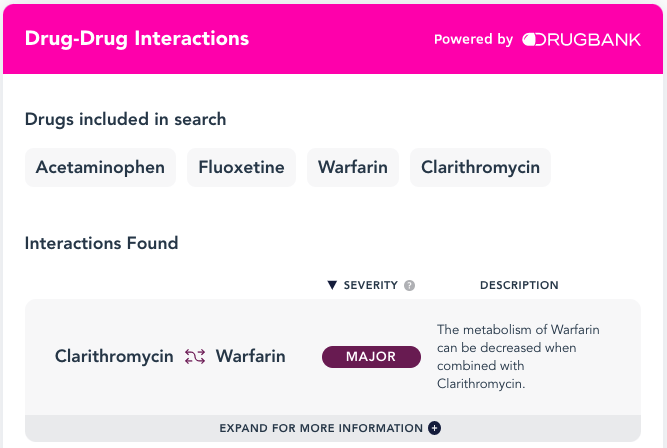 Drug-Drug Interactions
Powered by DRUGBANK
Drugs included in search
Acetaminophen Fluoxetine Warfarin Clarithromycin
Interactions Found
▼ SEVERITY ? DESCRIPTION
Clarithromycin Warfarin MAJOR
The metabolism of Warfarin
can be decreased when
combined with
Clarithromycin.
EXPAND FOR MORE INFORMATION +